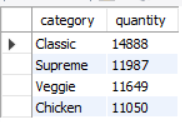 category quantity
Classic 14888
Supreme 11987
Veggie 11649
Chicken 11050